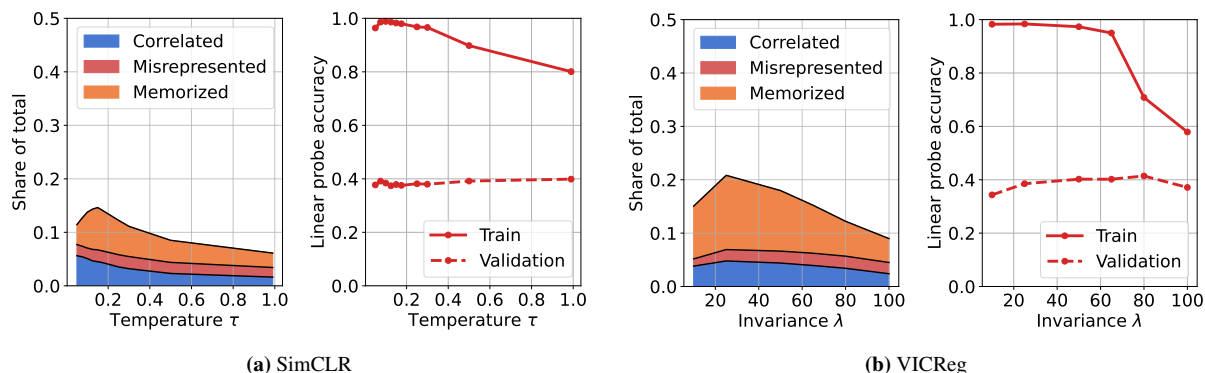 Share of total
0.5
0.4
0.3
0.2
0.1
0.0
Correlated
Misrepresented
Memorized
0.2 0.4 0.6 0.8 1.0
Temperature τ
Linear probe accuracy
1.0
0.8
0.6
0.4
0.2
0.0
Train
Validation
0.2 0.4 0.6 0.8 1.0
Temperature τ
(a) SimCLR
Share of total
0.5
0.4
0.3
0.2
0.1
0.0
Correlated
Misrepresented
Memorized
20 40 60 80 100
Invariance λ
Linear probe accuracy
1.0
0.8
0.6
0.4
0.2
0.0
Train
Validation
20 40 60 80 100
Invariance λ
(b) VICReg